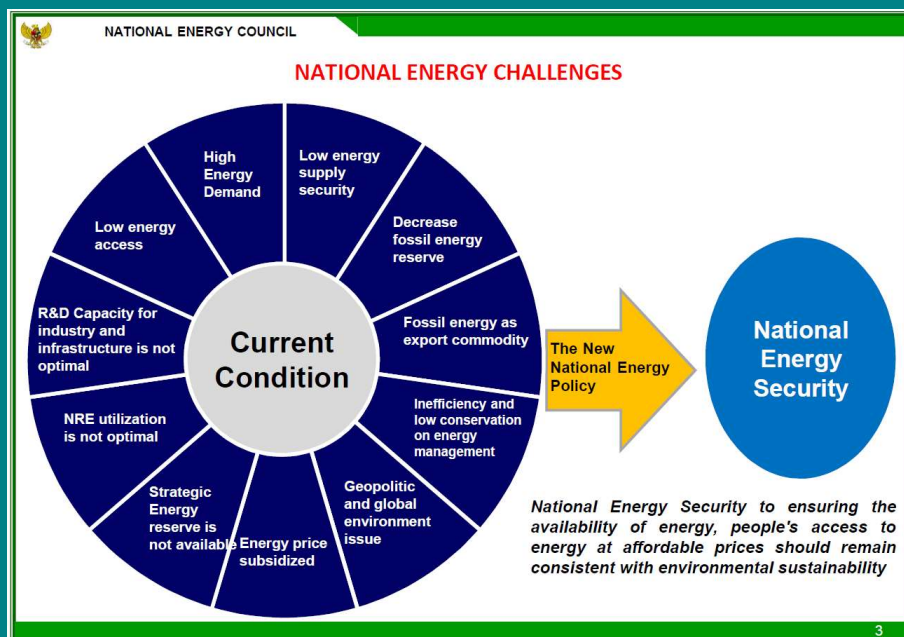 NATIONAL ENERGY COUNCIL
NATIONAL ENERGY CHALLENGES
High
Energy
Demand
Low energy
supply
security
Decrease
fossil energy
reserve
Fossil energy as
export commodity
Inefficiency and
low conservation
on energy
management
Geopolitic
and global
environment
issue
Energy price
subsidized
Strategic
Energy
reserve is
not available
NRE utilization
is not optimal
R&D Capacity for
industry and
infrastructure is not
optimal
Low energy
access
Current
Condition
The New
National Energy
Policy
National
Energy
Security
National Energy Security to ensuring the
availability of energy, people's access to
energy at affordable prices should remain
consistent with environmental sustainability
3